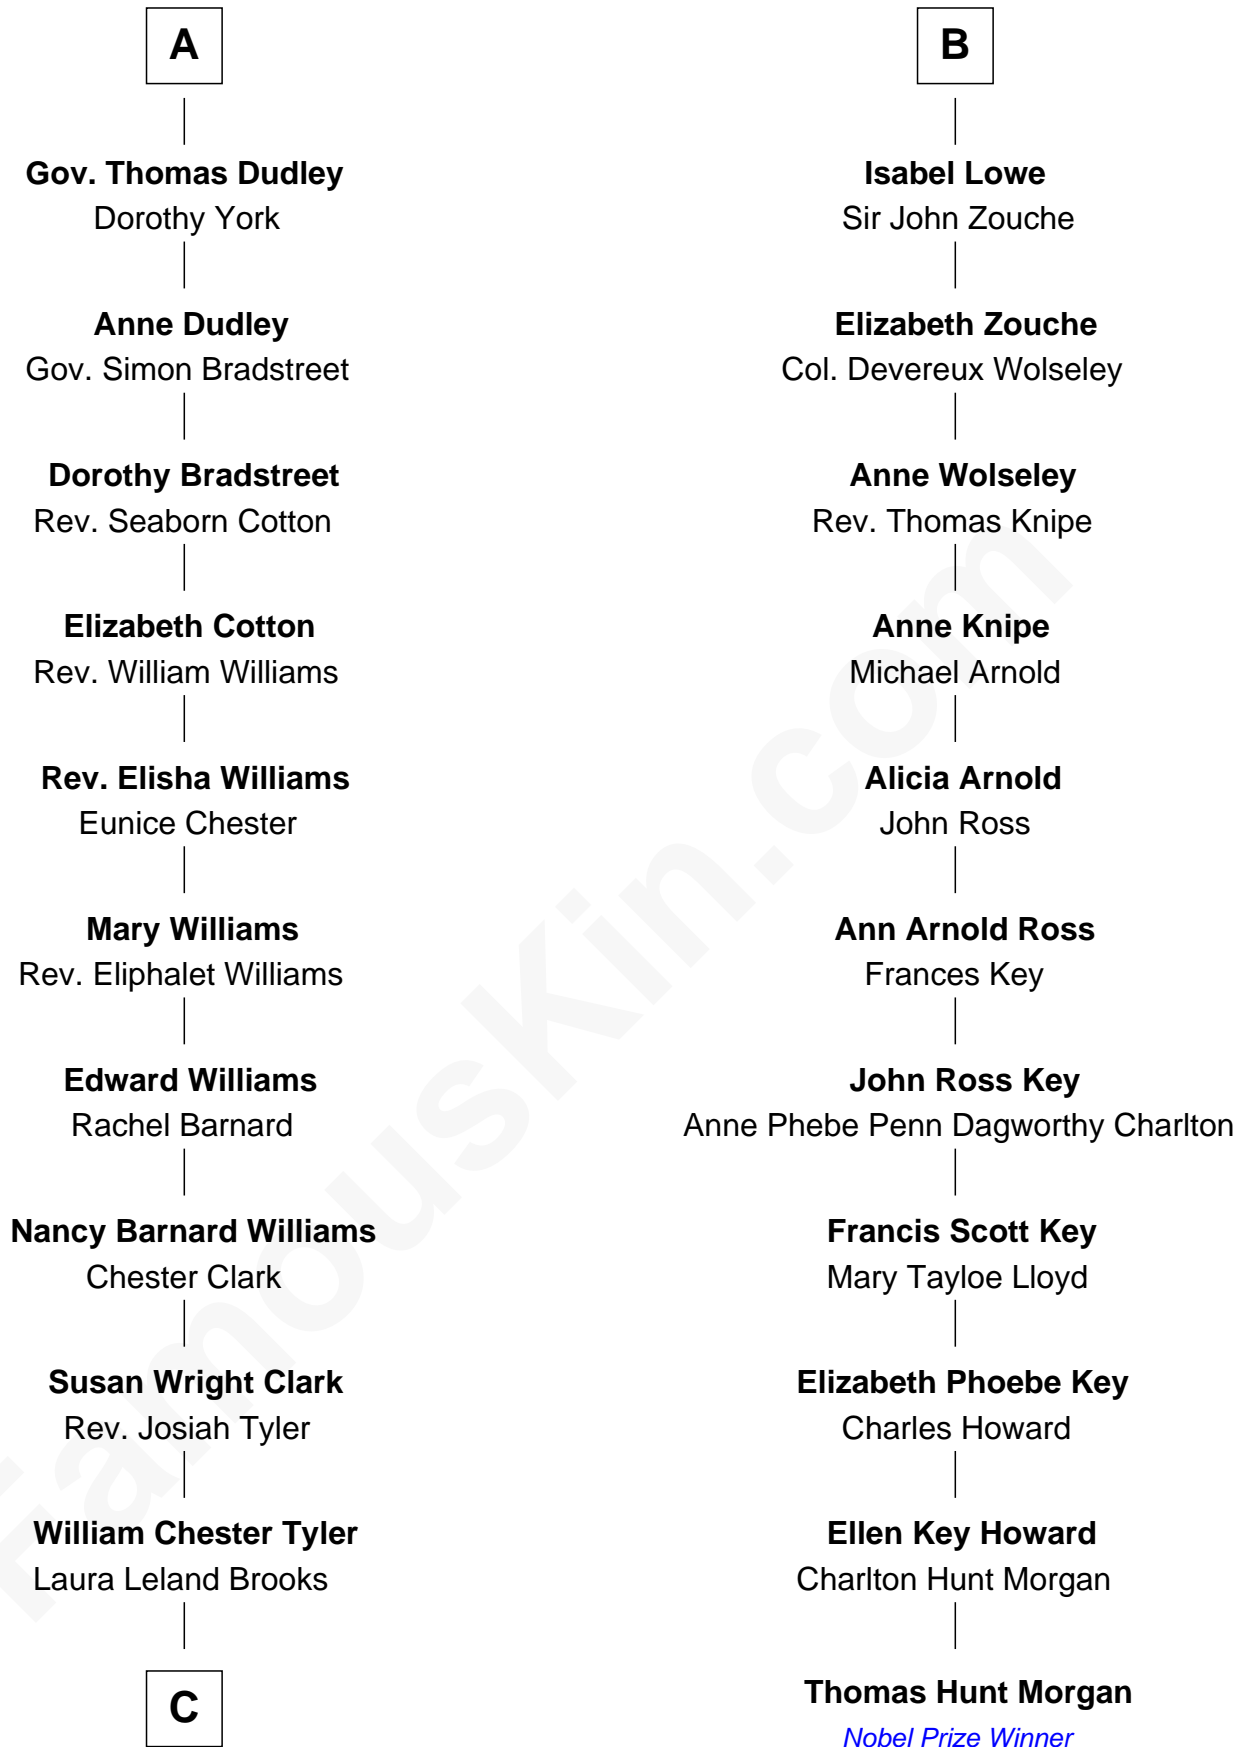 A
Gov. Thomas Dudley
Dorothy York
Anne Dudley
Gov. Simon Bradstreet
Dorothy Bradstreet
Rev. Seaborn Cotton
Elizabeth Cotton
Rev. William Williams
Rev. Elisha Williams
Eunice Chester
Mary Williams
Rev. Eliphalet Williams
Edward Williams
Rachel Barnard
Nancy Barnard Williams
Chester Clark
Susan Wright Clark
Rev. Josiah Tyler
William Chester Tyler
Laura Leland Brooks
C
B
Isabel Lowe
Sir John Zouche
Elizabeth Zouche
Col. Devereux Wolseley
Anne Wolseley
Rev. Thomas Knipe
Anne Knipe
Michael Arnold
Alicia Arnold
John Ross
Ann Arnold Ross
Frances Key
John Ross Key
Anne Phebe Penn Dagworthy Charlton
Francis Scott Key
Mary Tayloe Lloyd
Elizabeth Phoebe Key
Charles Howard
Ellen Key Howard
Charlton Hunt Morgan
Thomas Hunt Morgan
Nobel Prize Winner
FamousKin.com